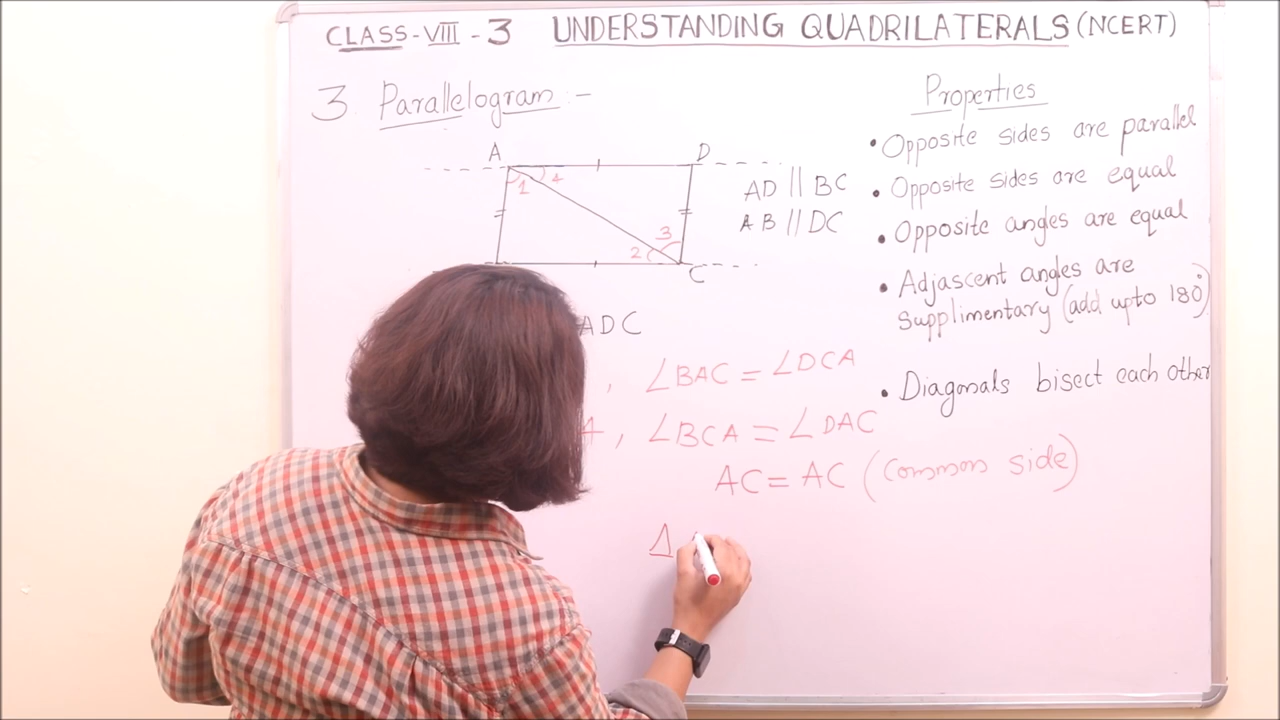 CLASS-VIII - 3 UNDERSTANDING QUADRILATERALS (NCERT)
3. Parallelogram :-
A D
1 4
2 3
C
AD || BC
AB || DC
ADC
, ∠BAC = ∠DCA
, ∠BCA = ∠DAC
AC = AC (Common side)
Δ
Properties
• Opposite sides are parallel
• Opposite sides are equal
• Opposite angles are equal
• Adjascent angles are
Supplimentary (add upto 180°)
• Diagonals bisect each other